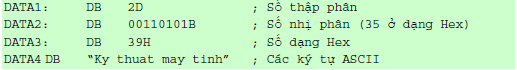 DATA1: DB 2D ; Số thập phân
DATA2: DB 00110101B ; Số nhị phân (35 ở dạng Hex)
DATA3: DB 39H ; Số dạng Hex
DATA4 DB “Ky thuat may tinh” ; Các ký tự ASCII